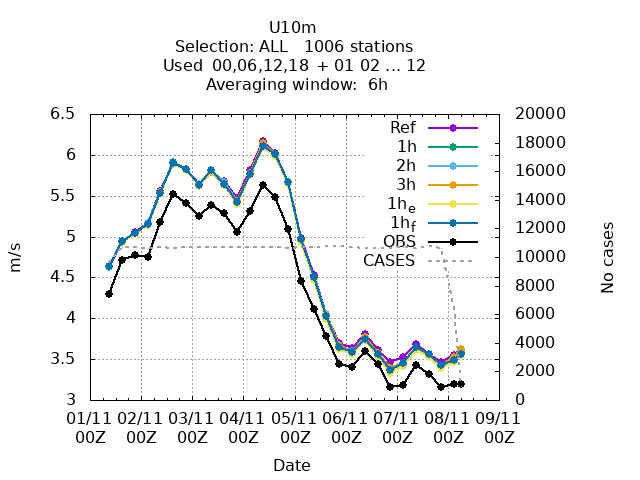 U10m
Selection: ALL 1006 stations
Used 00,06,12,18 + 01 02 ... 12
Averaging window: 6h
6.5
6
5.5
5
4.5
4
3.5
3
m/s
20000
18000
16000
14000
12000
10000
8000
6000
4000
2000
0
No cases
Ref
1h
2h
3h
1he
1hf
OBS
CASES
01/11 02/11 03/11 04/11 05/11 06/11 07/11 08/11 09/11
00Z 00Z 00Z 00Z 00Z 00Z 00Z 00Z 00Z
Date